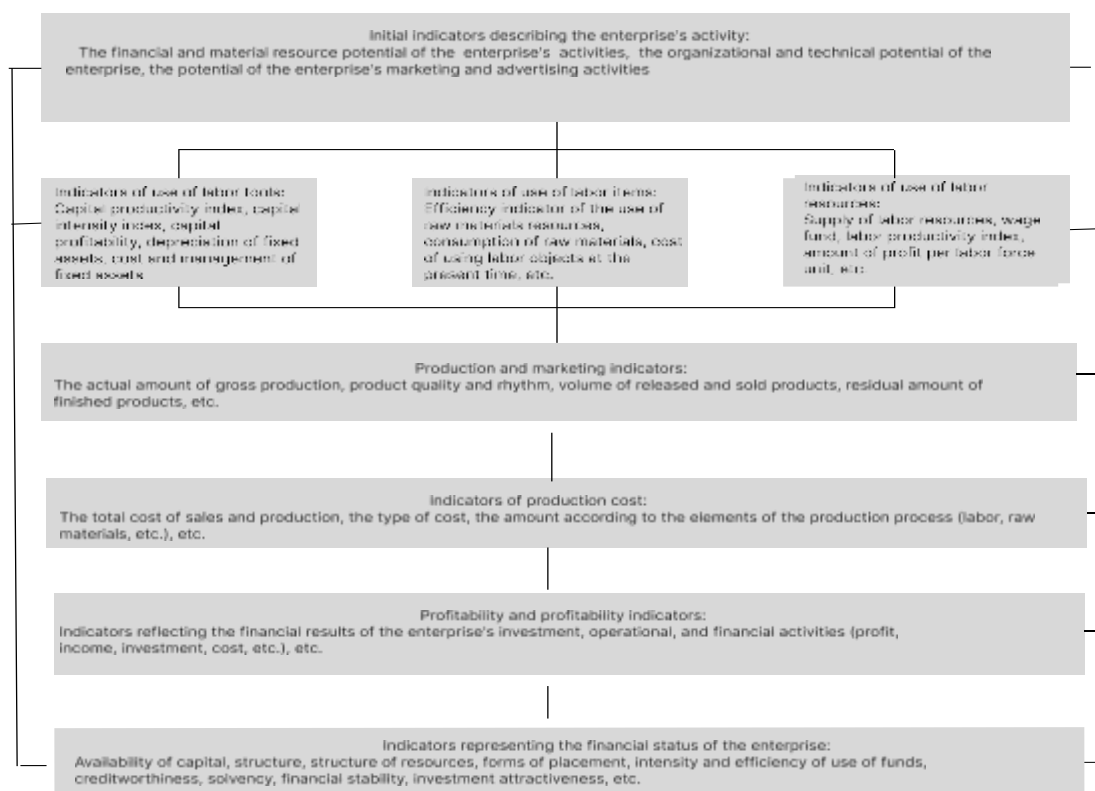 Initial indicators describing the enterprise's activity:
The financial and material resource potential of the enterprise's activities, the organizational and technical potential of the
enterprise, the potential of the enterprise's marketing and advertising activities
Indicators of use of labor tools:
Capital productivity index, capital
intensity index, capital
profitability, depreciation of fixed
assets, cost and management of
fixed assets
Indicators of use of labor items:
Efficiency indicator of the use of
raw materials resources,
consumption of raw materials, cost
of using labor objects at the
present time, etc.
Indicators of use of labor
resources:
Supply of labor resources, wage
fund, labor productivity index,
amount of profit per labor force
unit, etc.
Production and marketing indicators:
The actual amount of gross production, product quality and rhythm, volume of released and sold products, residual amount of
finished products, etc.
Indicators of production cost:
The total cost of sales and production, the type of cost, the amount according to the elements of the production process (labor, raw
materials, etc.), etc.
Profitability and profitability indicators:
Indicators reflecting the financial results of the enterprise's investment, operational, and financial activities (profit,
income, investment, cost, etc.), etc.
Indicators representing the financial status of the enterprise:
Availability of capital, structure, structure of resources, forms of placement, intensity and efficiency of use of funds,
creditworthiness, solvency, financial stability, investment attractiveness, etc.